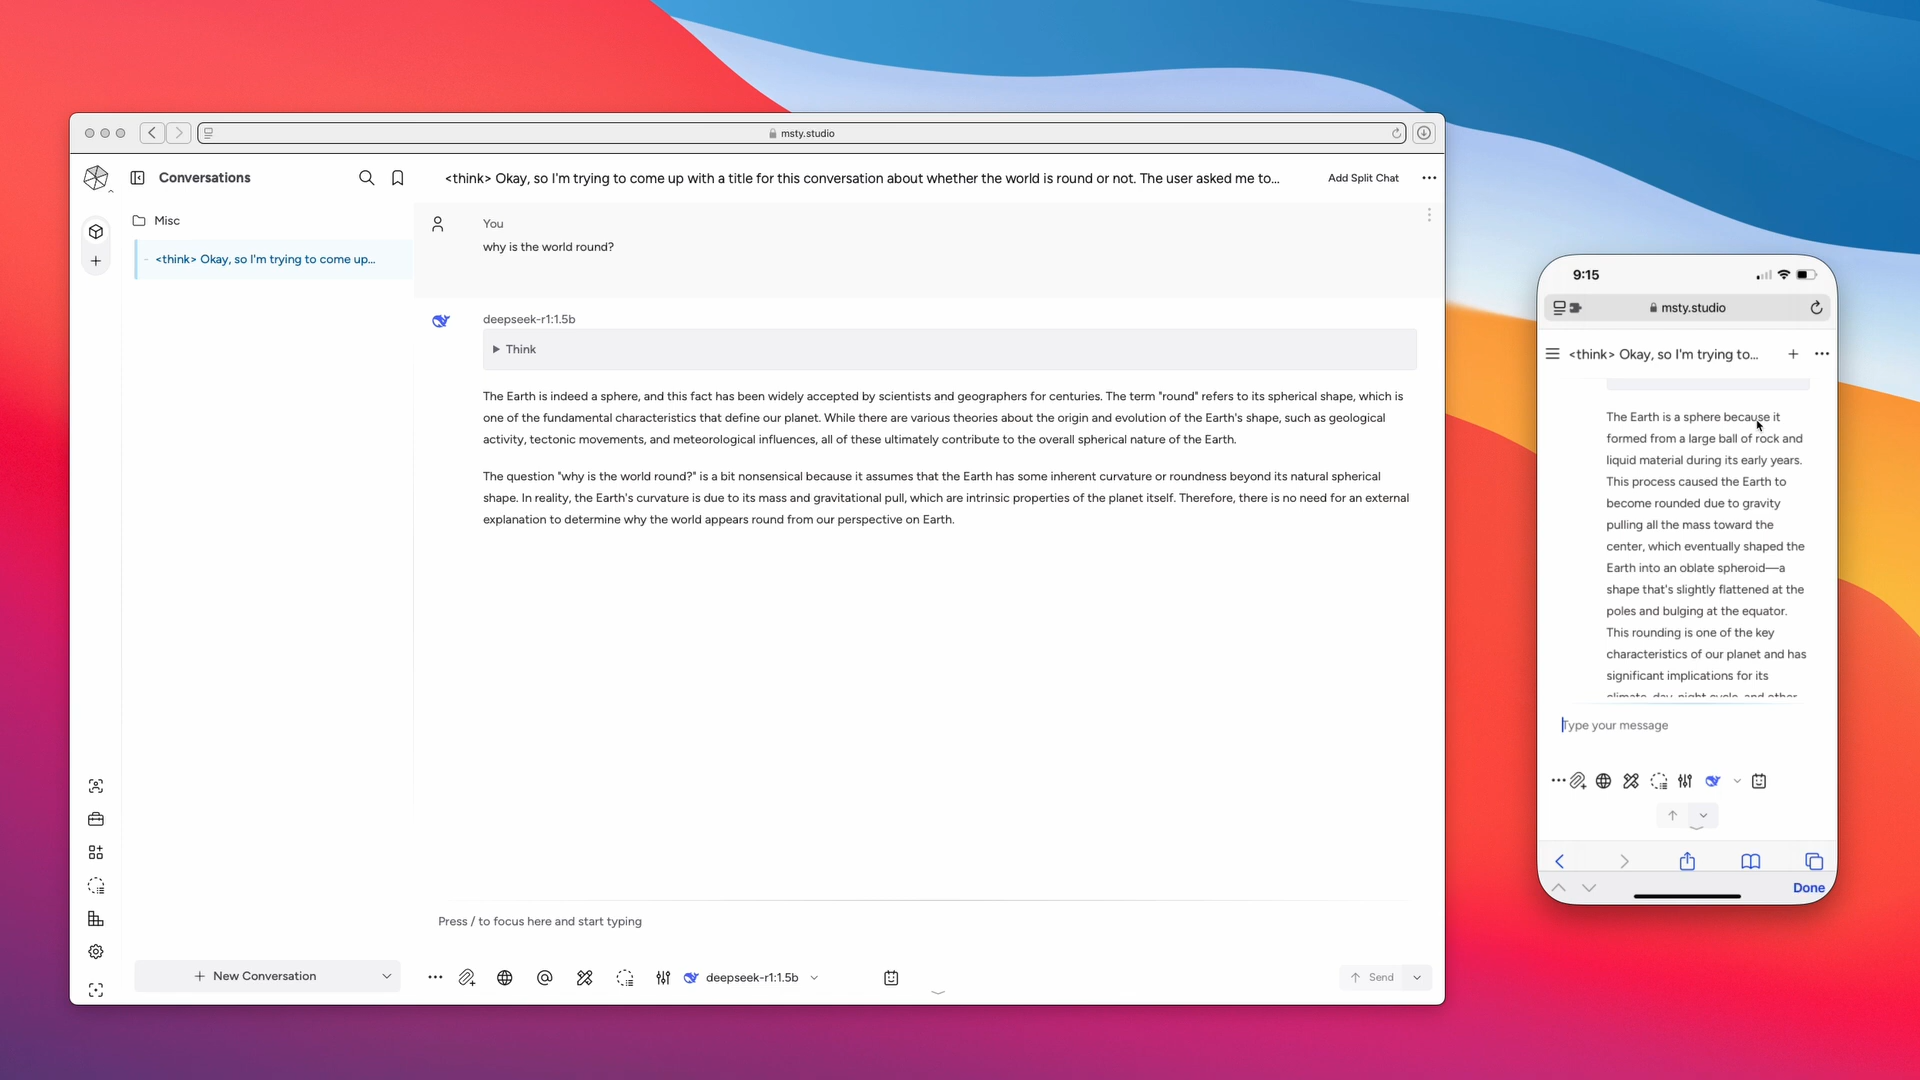 msty.studio
Conversations
<think> Okay, so I'm trying to come up with a title for this conversation about whether the world is round or not. The user asked me to...
Add Split Chat
Misc
<think> Okay, so I'm trying to come up...
You
why is the world round?
deepseek-r1:1.5b
Think
The Earth is indeed a sphere, and this fact has been widely accepted by scientists and geographers for centuries. The term "round" refers to its spherical shape, which is
one of the fundamental characteristics that define our planet. While there are various theories about the origin and evolution of the Earth's shape, such as geological
activity, tectonic movements, and meteorological influences, all of these ultimately contribute to the overall spherical nature of the Earth.
The question "why is the world round?" is a bit nonsensical because it assumes that the Earth has some inherent curvature or roundness beyond its natural spherical
shape. In reality, the Earth's curvature is due to its mass and gravitational pull, which are intrinsic properties of the planet itself. Therefore, there is no need for an external
explanation to determine why the world appears round from our perspective on Earth.
Press / to focus here and start typing
New Conversation
deepseek-r1:1.5b
Send
9:15
msty.studio
<think> Okay, so I'm trying to...
The Earth is a sphere because it
formed from a large ball of rock and
liquid material during its early years.
This process caused the Earth to
become rounded due to gravity
pulling all the mass toward the
center, which eventually shaped the
Earth into an oblate spheroid—a
shape that's slightly flattened at the
poles and bulging at the equator.
This rounding is one of the key
characteristics of our planet and has
significant implications for its
climate, day-night cycle, and other
Type your message
Done